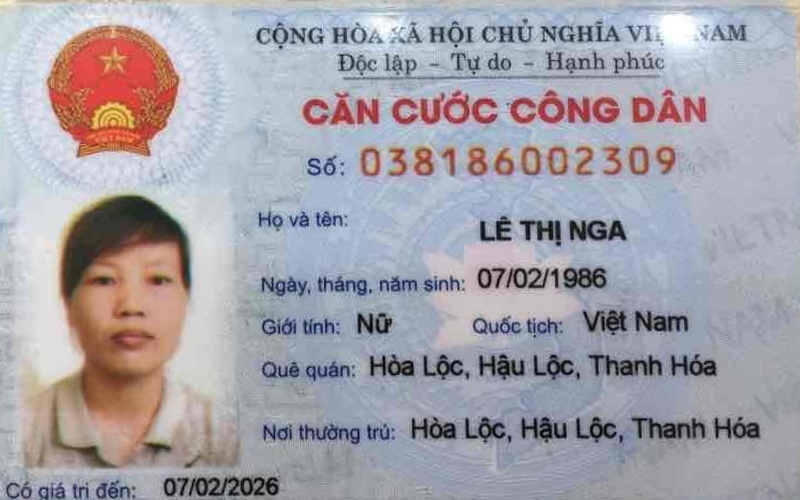 CỘNG HÒA XÃ HỘI CHỦ NGHĨA VIỆT NAM
Độc lập - Tự do - Hạnh phúc
CĂN CƯỚC CÔNG DÂN
Số: 038186002309
Họ và tên: LÊ THỊ NGA
Ngày, tháng, năm sinh: 07/02/1986
Giới tính: Nữ Quốc tịch: Việt Nam
Quê quán: Hòa Lộc, Hậu Lộc, Thanh Hóa
Nơi thường trú: Hòa Lộc, Hậu Lộc, Thanh Hóa
Có giá trị đến: 07/02/2026
VIỆT NAM